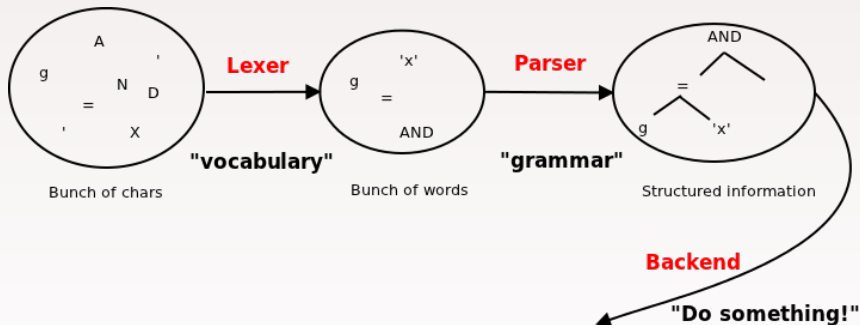 A
'
g
N
D
=
'
X
Bunch of chars
Lexer
"vocabulary"
'x'
g
=
AND
Bunch of words
Parser
"grammar"
AND
=
g
'x'
Structured information
Backend
"Do something!"